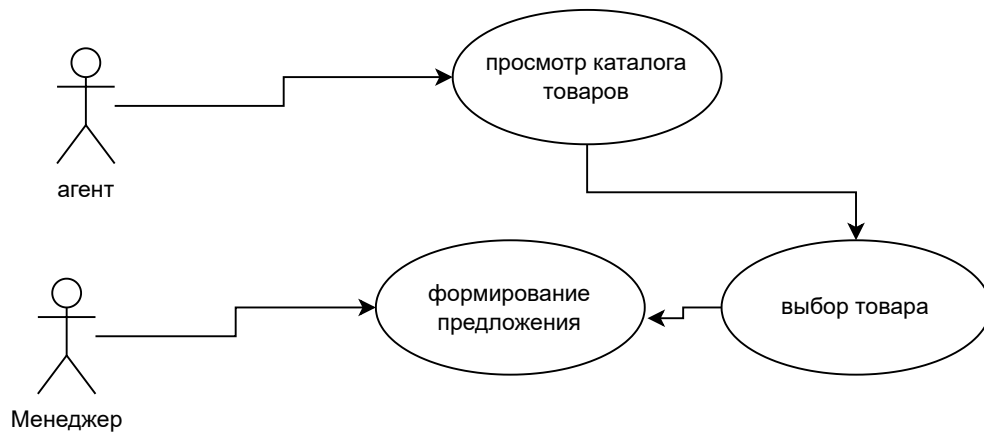 просмотр каталога
товаров
агент
формирование
предложения
выбор товара
Менеджер